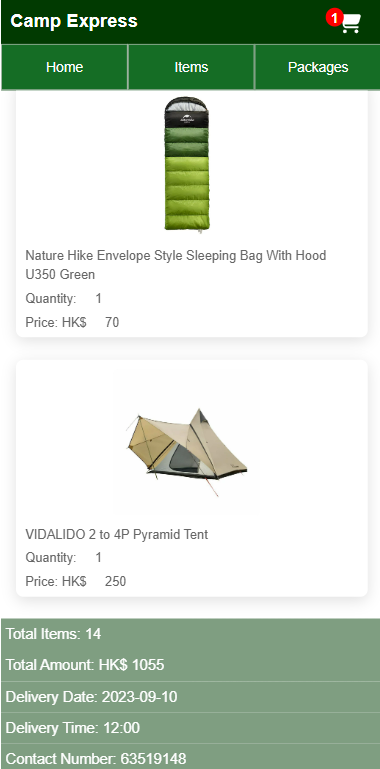 Camp Express
1
Home
Items
Packages
Nature Hike Envelope Style Sleeping Bag With Hood
U350 Green
Quantity: 1
Price: HK$ 70
VIDALIDO 2 to 4P Pyramid Tent
Quantity: 1
Price: HK$ 250
Total Items: 14
Total Amount: HK$ 1055
Delivery Date: 2023-09-10
Delivery Time: 12:00
Contact Number: 63519148